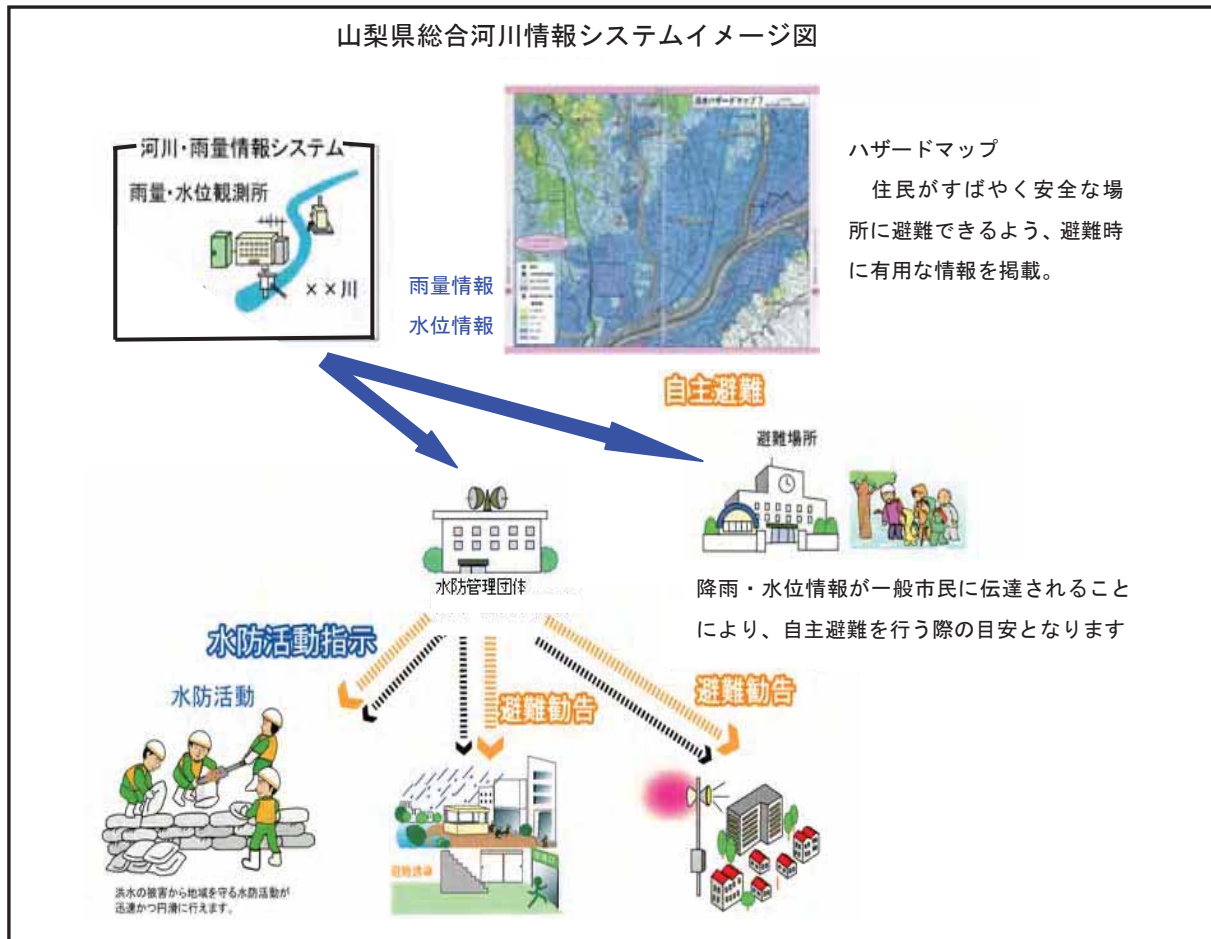 山梨県総合河川情報システムイメージ図
河川・雨量情報システム
雨量・水位観測所
××川
雨量情報
水位情報
ハザードマップ
住民がすばやく安全な場
所に避難できるよう、避難時
に有用な情報を掲載。
自主避難
避難場所
降雨・水位情報が一般市民に伝達されること
により、自主避難を行う際の目安となります
水防管理団体
水防活動指示
避難勧告
避難勧告
水防活動
避難誘導
洪水の被害から地域を守る水防活動が
迅速かつ円滑に行えます。